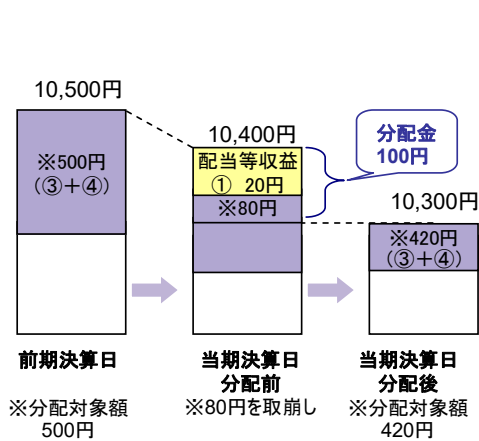 10,500円
※500円
(③+④)
10,400円
配当等収益
① 20円
※80円
分配金
100円
10,300円
※420円
(③+④)
前期決算日
※分配対象額
500円
当期決算日
分配前
※80円を取崩し
当期決算日
分配後
※分配対象額
420円